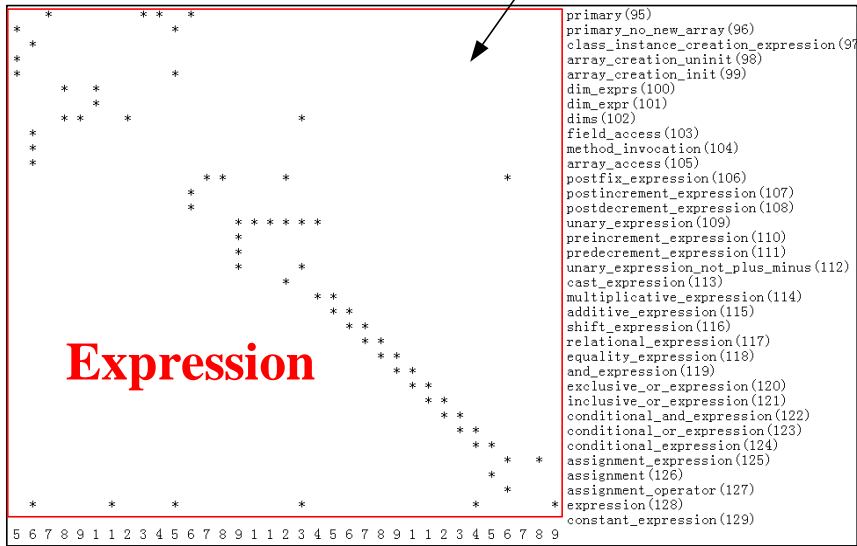 primary(95)
primary_no_new_array(96)
class_instance_creation_expression(97
array_creation_uninit(98)
array_creation_init(99)
dim_exprs(100)
dim_expr(101)
dims(102)
field_access(103)
method_invocation(104)
array_access(105)
postfix_expression(106)
postincrement_expression(107)
postdecrement_expression(108)
unary_expression(109)
preincrement_expression(110)
predecrement_expression(111)
unary_expression_not_plus_minus(112)
cast_expression(113)
multiplicative_expression(114)
additive_expression(115)
shift_expression(116)
relational_expression(117)
Expression
equality_expression(118)
and_expression(119)
exclusive_or_expression(120)
inclusive_or_expression(121)
conditional_and_expression(122)
conditional_or_expression(123)
conditional_expression(124)
assignment_expression(125)
assignment(126)
assignment_operator(127)
expression(128)
constant_expression(129)
5 6 7 8 9 1 1 2 3 4 5 6 7 8 9 1 1 2 3 4 5 6 7 8 9 1 1 2 3 4 5 6 7 8 9